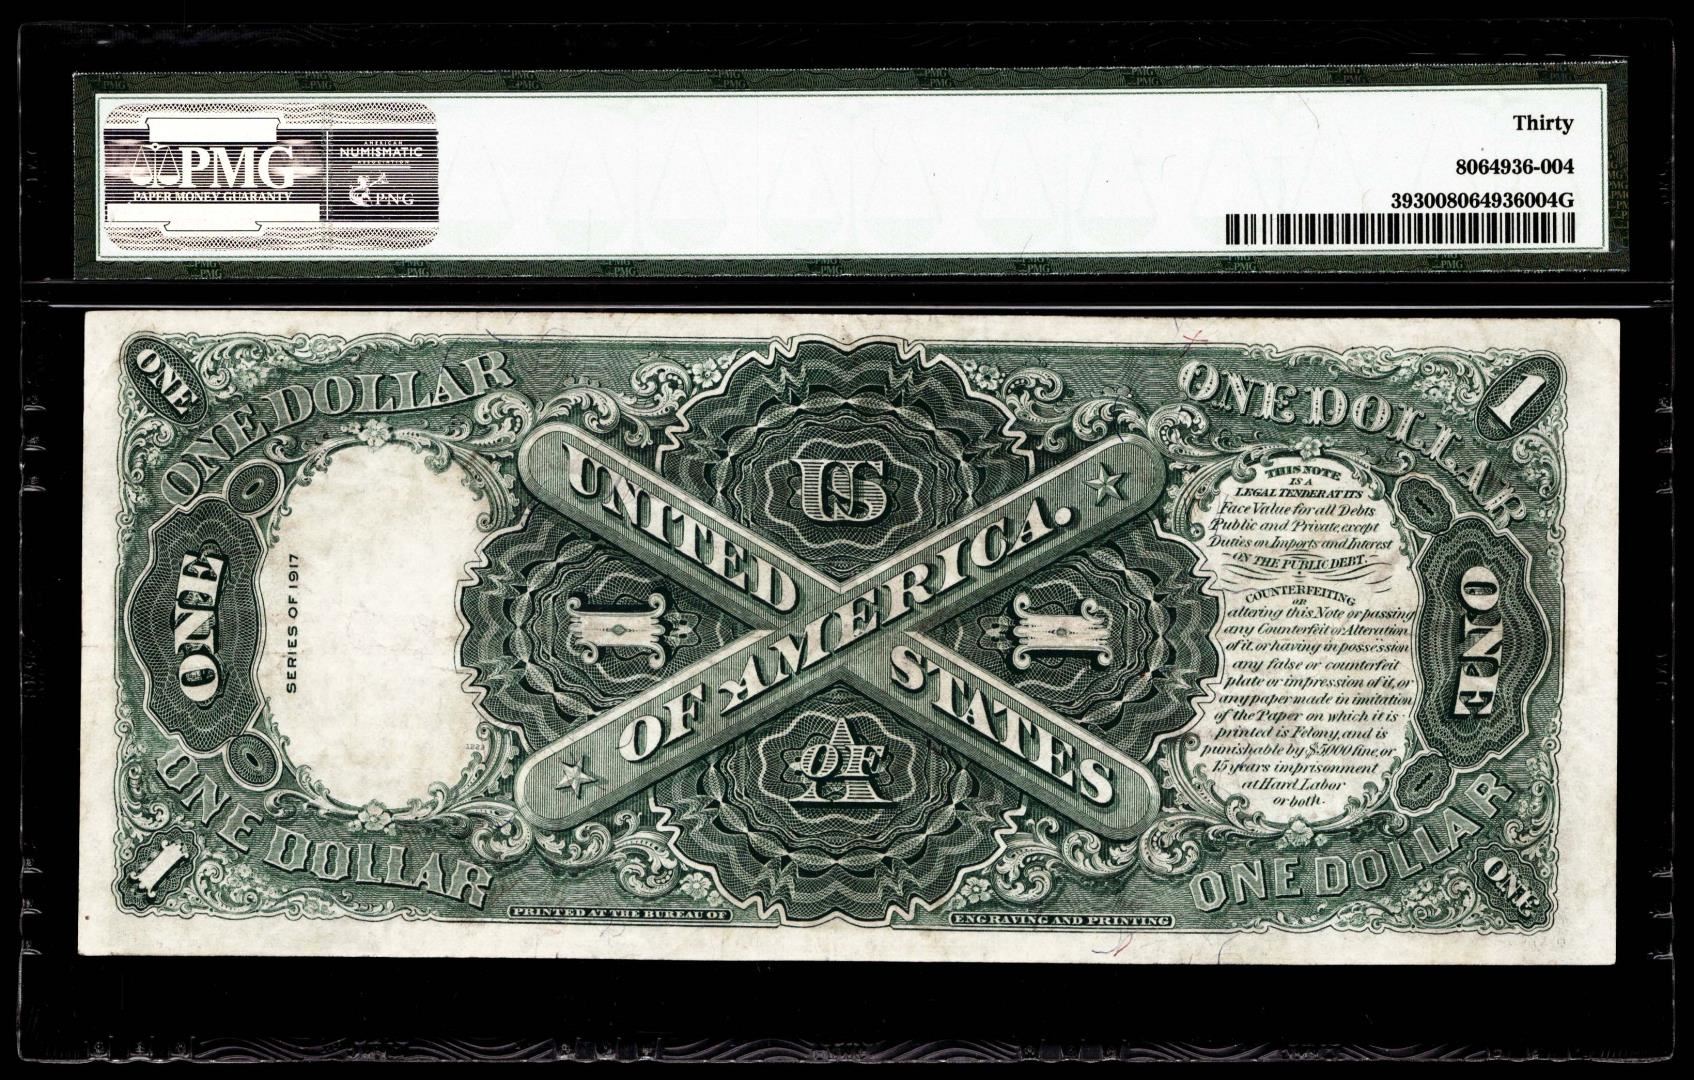 PMG
PAPER MONEY GUARANTY
AMERICAN
NUMISMATIC
ASSOCIATION
PNG
Thirty
8064936-004
393008064936004G
ONE
ONE DOLLAR
ONE DOLLAR
1
US
UNITED
STATES
OF AMERICA.
ONE
SERIES OF 1917
1
1
THIS NOTE
IS A
LEGAL TENDER AT ITS
Face Value for all Debts
Public and Private, except
Duties on Imports and Interest
ON THE PUBLIC DEBT.
COUNTERFEITING
OR
altering this Note or passing
any Counterfeit or Alteration
of it, or having in possession
any false or counterfeit
plate or impression of it, or
any paper made in imitation
of the Paper on which it is
printed is Felony, and is
punishable by $5000 fine, or
15 years imprisonment
at Hard Labor
or both.
ONE
OF
A
ONE DOLLAR
ONE DOLLAR
1
ONE
PRINTED AT THE BUREAU OF
ENGRAVING AND PRINTING